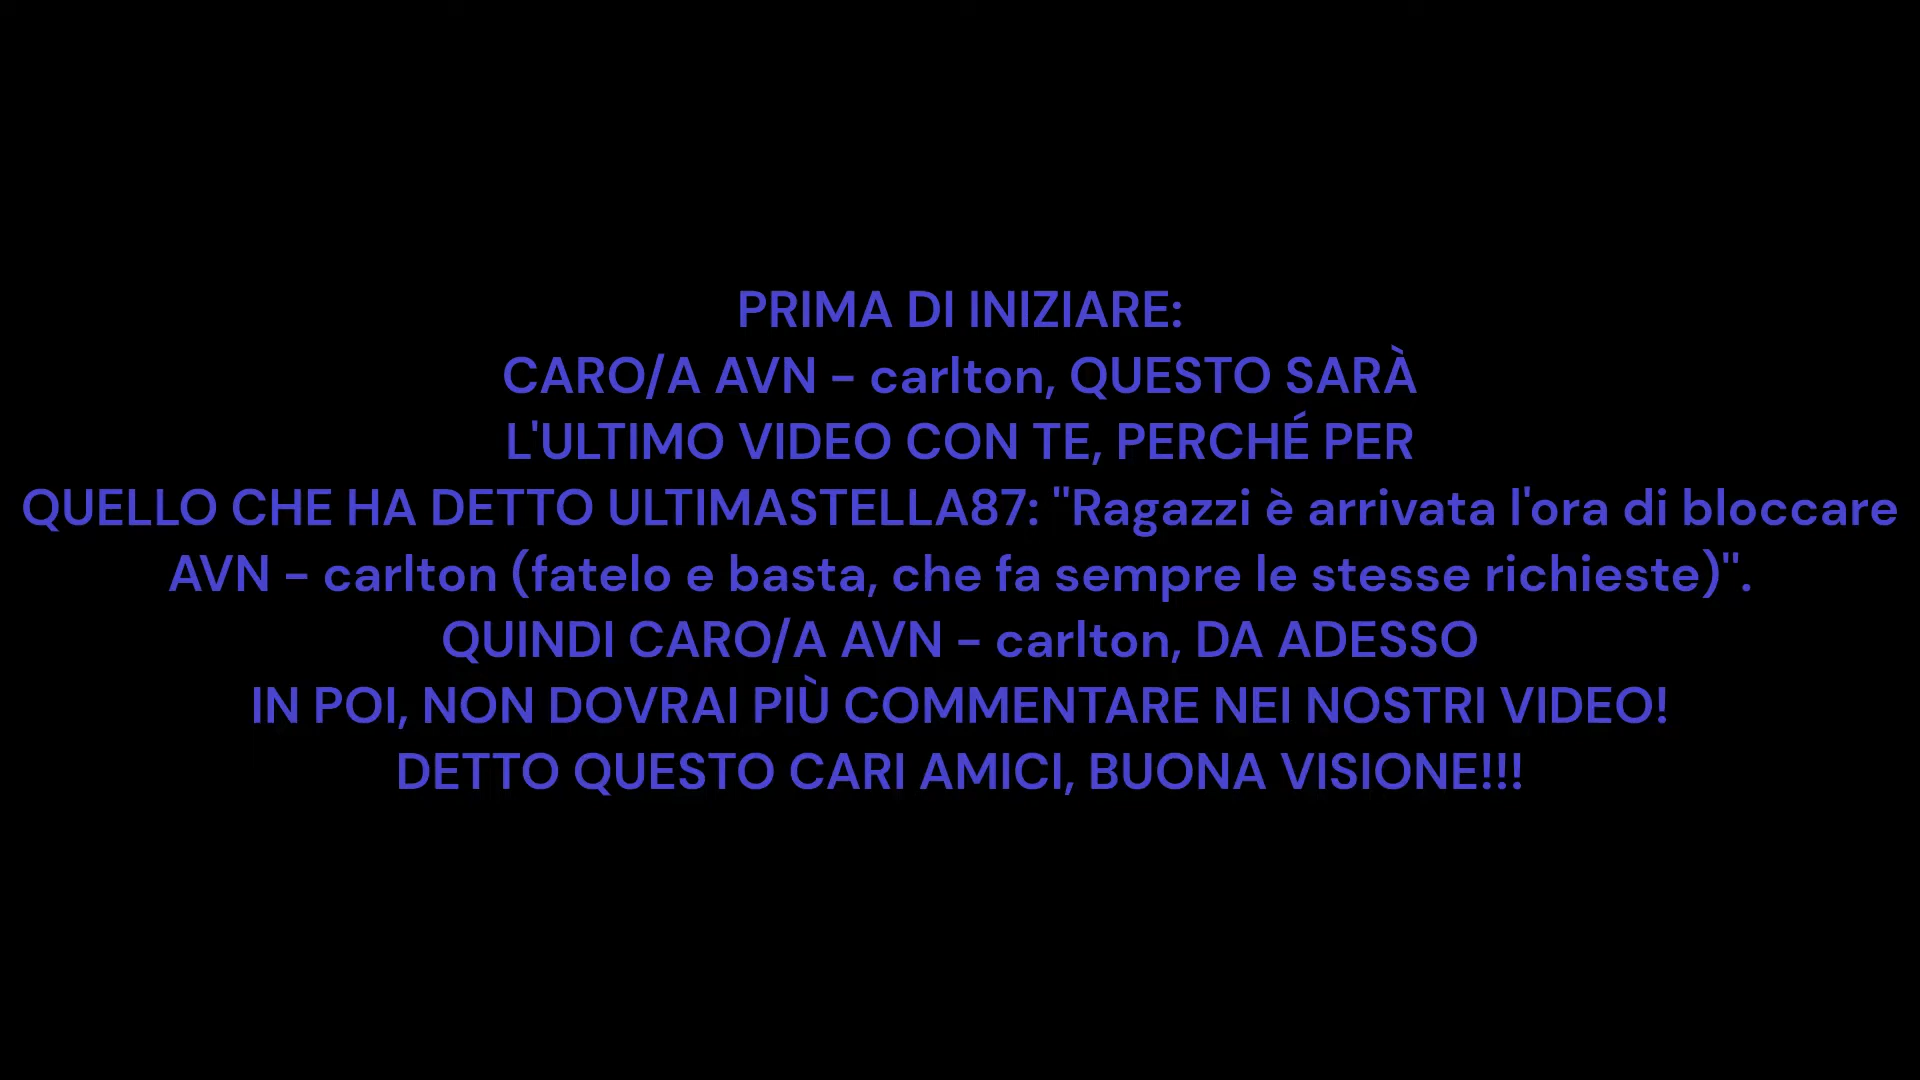 PRIMA DI INIZIARE:
CARO/A AVN - carlton, QUESTO SARÀ
L'ULTIMO VIDEO CON TE, PERCHÉ PER
QUELLO CHE HA DETTO ULTIMASTELLA87: "Ragazzi è arrivata l'ora di bloccare
AVN - carlton (fatelo e basta, che fa sempre le stesse richieste)".
QUINDI CARO/A AVN - carlton, DA ADESSO
IN POI, NON DOVRAI PIÙ COMMENTARE NEI NOSTRI VIDEO!
DETTO QUESTO CARI AMICI, BUONA VISIONE!!!